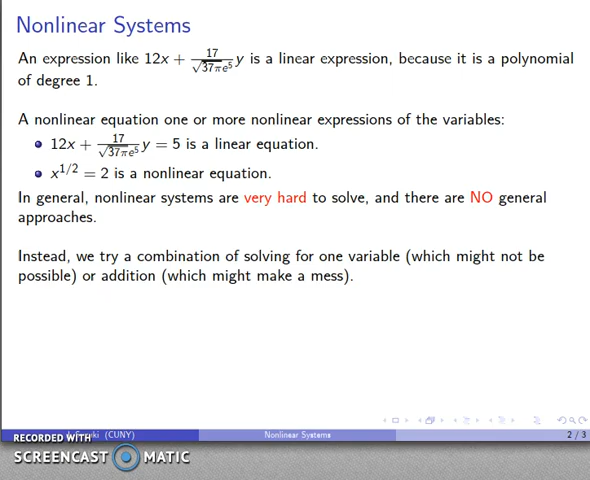 Nonlinear Systems
An expression like 12x + 17/√37πe⁵ y is a linear expression, because it is a polynomial
of degree 1.
A nonlinear equation one or more nonlinear expressions of the variables:
• 12x + 17/√37πe⁵ y = 5 is a linear equation.
• x^1/2 = 2 is a nonlinear equation.
In general, nonlinear systems are very hard to solve, and there are NO general
approaches.
Instead, we try a combination of solving for one variable (which might not be
possible) or addition (which might make a mess).
(CUNY) Nonlinear Systems 2 / 3
RECORDED WITH
SCREENCAST MATIC